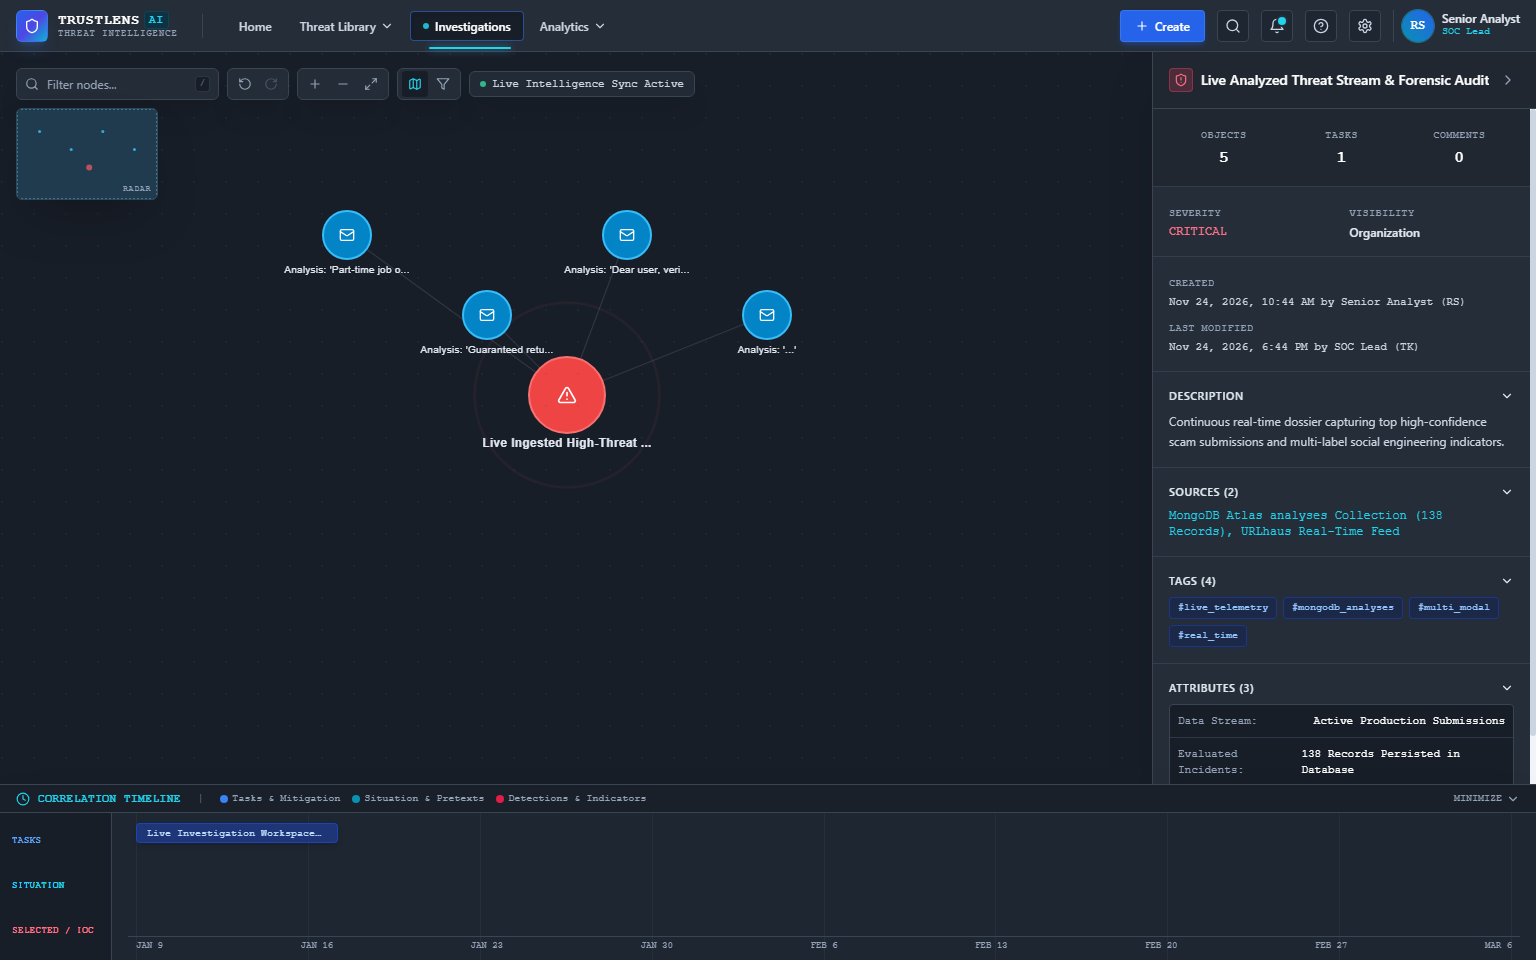 TRUSTLENS AI
THREAT INTELLIGENCE
Home
Threat Library
Investigations
Analytics
Create
RS
Senior Analyst
SOC Lead
Filter nodes...
/
Live Intelligence Sync Active
RADAR
Analysis: 'Part-time job o...
Analysis: 'Dear user, veri...
Analysis: 'Guaranteed retu...
Analysis: '...'
Live Ingested High-Threat ...
Live Analyzed Threat Stream & Forensic Audit
OBJECTS
TASKS
COMMENTS
5
1
0
SEVERITY
VISIBILITY
CRITICAL
Organization
CREATED
Nov 24, 2026, 10:44 AM by Senior Analyst (RS)
LAST MODIFIED
Nov 24, 2026, 6:44 PM by SOC Lead (TK)
DESCRIPTION
Continuous real-time dossier capturing top high-confidence
scam submissions and multi-label social engineering indicators.
SOURCES (2)
MongoDB Atlas analyses Collection (138
Records), URLhaus Real-Time Feed
TAGS (4)
#live_telemetry
#mongodb_analyses
#multi_modal
#real_time
ATTRIBUTES (3)
Data Stream:
Active Production Submissions
Evaluated
Incidents:
138 Records Persisted in
Database
CORRELATION TIMELINE
Tasks & Mitigation
Situation & Pretexts
Detections & Indicators
MINIMIZE
TASKS
Live Investigation Workspace…
SITUATION
SELECTED / IOC
JAN 9
JAN 16
JAN 23
JAN 30
FEB 6
FEB 13
FEB 20
FEB 27
MAR 6